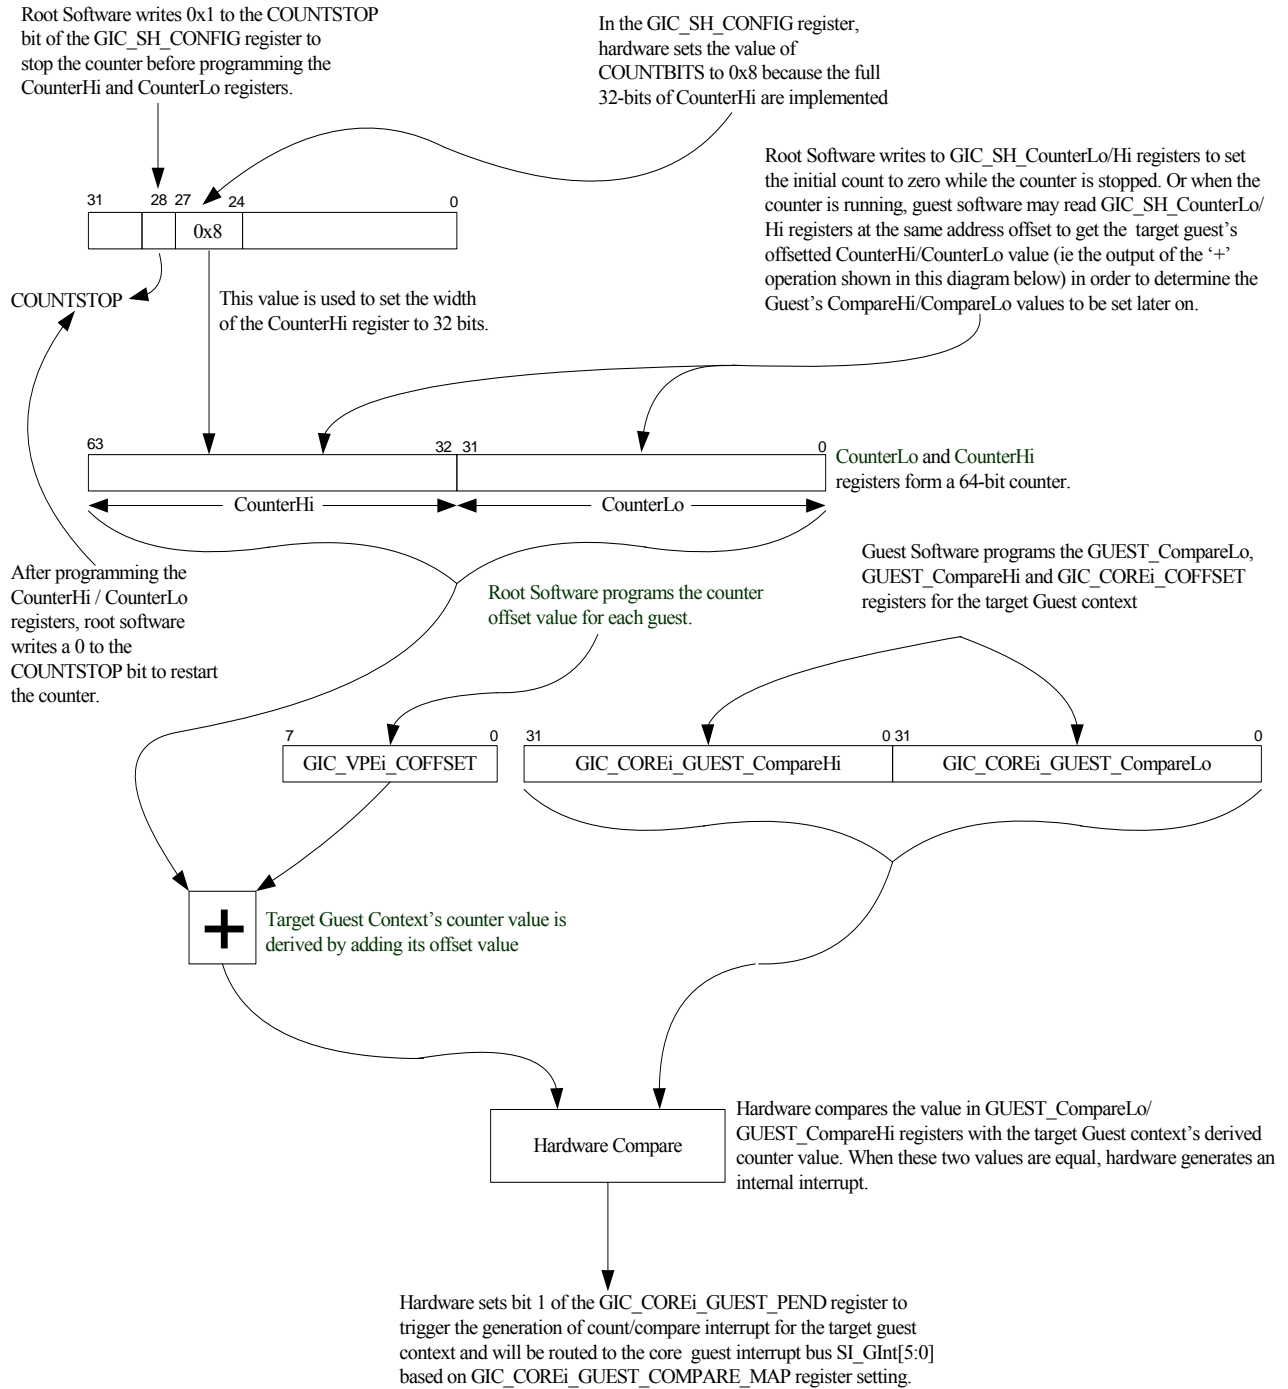 Root Software writes 0x1 to the COUNTSTOP
bit of the GIC_SH_CONFIG register to
stop the counter before programming the
CounterHi and CounterLo registers.
In the GIC_SH_CONFIG register,
hardware sets the value of
COUNTBITS to 0x8 because the full
32-bits of CounterHi are implemented
Root Software writes to GIC_SH_CounterLo/Hi registers to set
the initial count to zero while the counter is stopped. Or when the
counter is running, guest software may read GIC_SH_CounterLo/
Hi registers at the same address offset to get the target guest's
offsetted CounterHi/CounterLo value (ie the output of the ‘+’
operation shown in this diagram below) in order to determine the
Guest's CompareHi/CompareLo values to be set later on.
31 28 27 24 0
0x8
COUNTSTOP
This value is used to set the width
of the CounterHi register to 32 bits.
63 32 31 0
CounterHi CounterLo
CounterLo and CounterHi
registers form a 64-bit counter.
After programming the
CounterHi / CounterLo
registers, root software
writes a 0 to the
COUNTSTOP bit to restart
the counter.
Root Software programs the counter
offset value for each guest.
Guest Software programs the GUEST_CompareLo,
GUEST_CompareHi and GIC_COREi_COFFSET
registers for the target Guest context
7 0 31 0 31 0
GIC_VPEi_COFFSET GIC_COREi_GUEST_CompareHi GIC_COREi_GUEST_CompareLo
+
Target Guest Context's counter value is
derived by adding its offset value
Hardware Compare
Hardware compares the value in GUEST_CompareLo/
GUEST_CompareHi registers with the target Guest context's derived
counter value. When these two values are equal, hardware generates an
internal interrupt.
Hardware sets bit 1 of the GIC_COREi_GUEST_PEND register to
trigger the generation of count/compare interrupt for the target guest
context and will be routed to the core guest interrupt bus SI_GInt[5:0]
based on GIC_COREi_GUEST_COMPARE_MAP register setting.